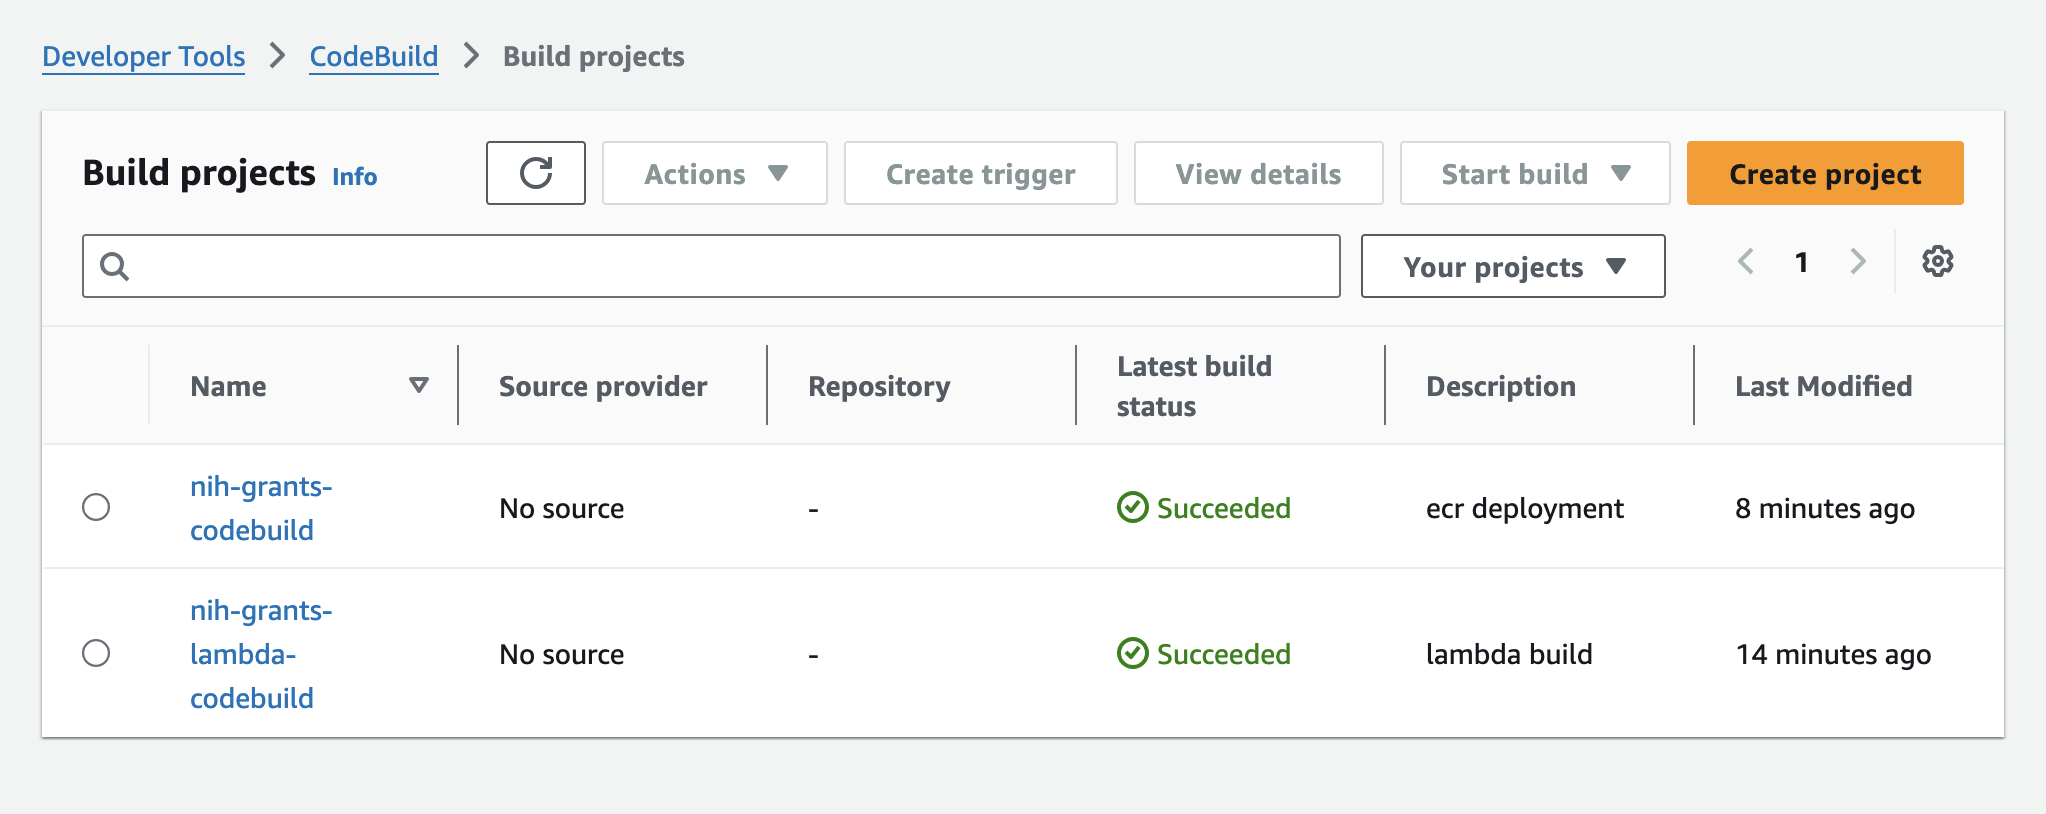 Developer Tools > CodeBuild > Build projects
Build projects Info
Actions
Create trigger
View details
Start build
Create project
Your projects
1
Name
Source provider
Repository
Latest build
status
Description
Last Modified
nih-grants-
codebuild
No source
-
Succeeded
ecr deployment
8 minutes ago
nih-grants-
lambda-
codebuild
No source
-
Succeeded
lambda build
14 minutes ago